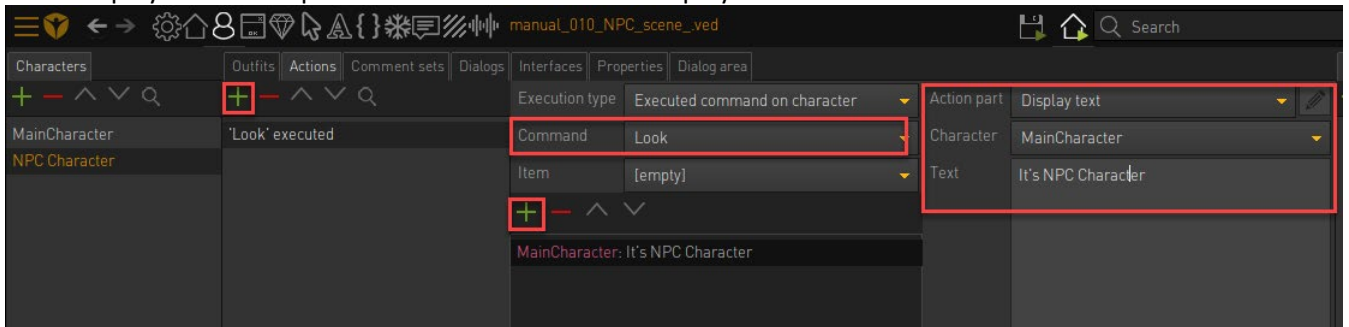 manual_010_NPC_scene_.ved
Search
Characters
Outfits Actions Comment sets Dialogs Interfaces Properties Dialog area
Execution type Executed command on character
Action part Display text
MainCharacter
'Look' executed
Command Look
Character MainCharacter
NPC Character
Item [empty]
Text It's NPC Character
MainCharacter: It's NPC Character